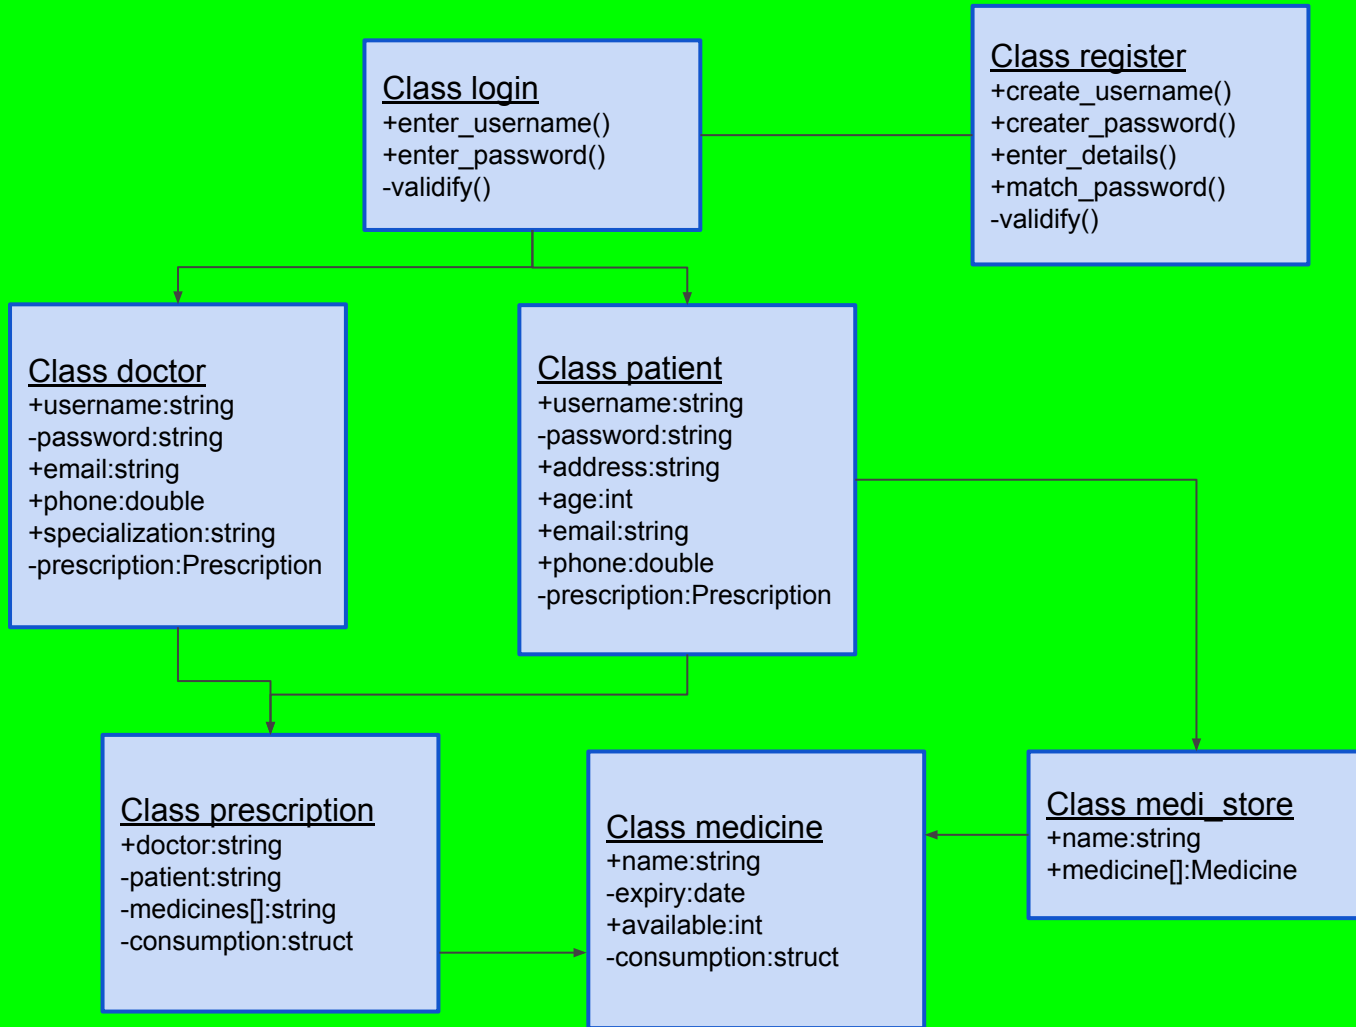 Class login
+enter_username()
+enter_password()
-validify()
Class register
+create_username()
+creater_password()
+enter_details()
+match_password()
-validify()
Class doctor
+username:string
-password:string
+email:string
+phone:double
+specialization:string
-prescription:Prescription
Class patient
+username:string
-password:string
+address:string
+age:int
+email:string
+phone:double
-prescription:Prescription
Class prescription
+doctor:string
-patient:string
-medicines[]:string
-consumption:struct
Class medicine
+name:string
-expiry:date
+available:int
-consumption:struct
Class medi_store
+name:string
+medicine[]:Medicine